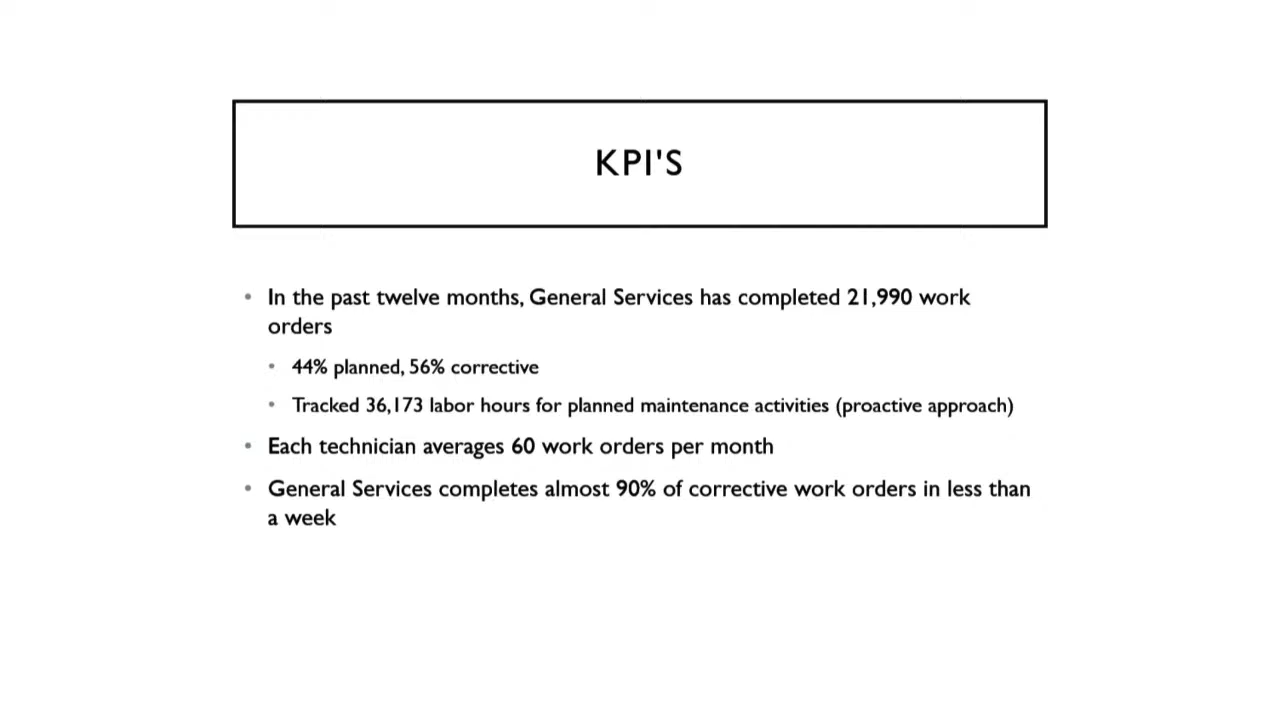 KPI'S
• In the past twelve months, General Services has completed 21,990 work
orders
• 44% planned, 56% corrective
• Tracked 36,173 labor hours for planned maintenance activities (proactive approach)
• Each technician averages 60 work orders per month
• General Services completes almost 90% of corrective work orders in less than
a week